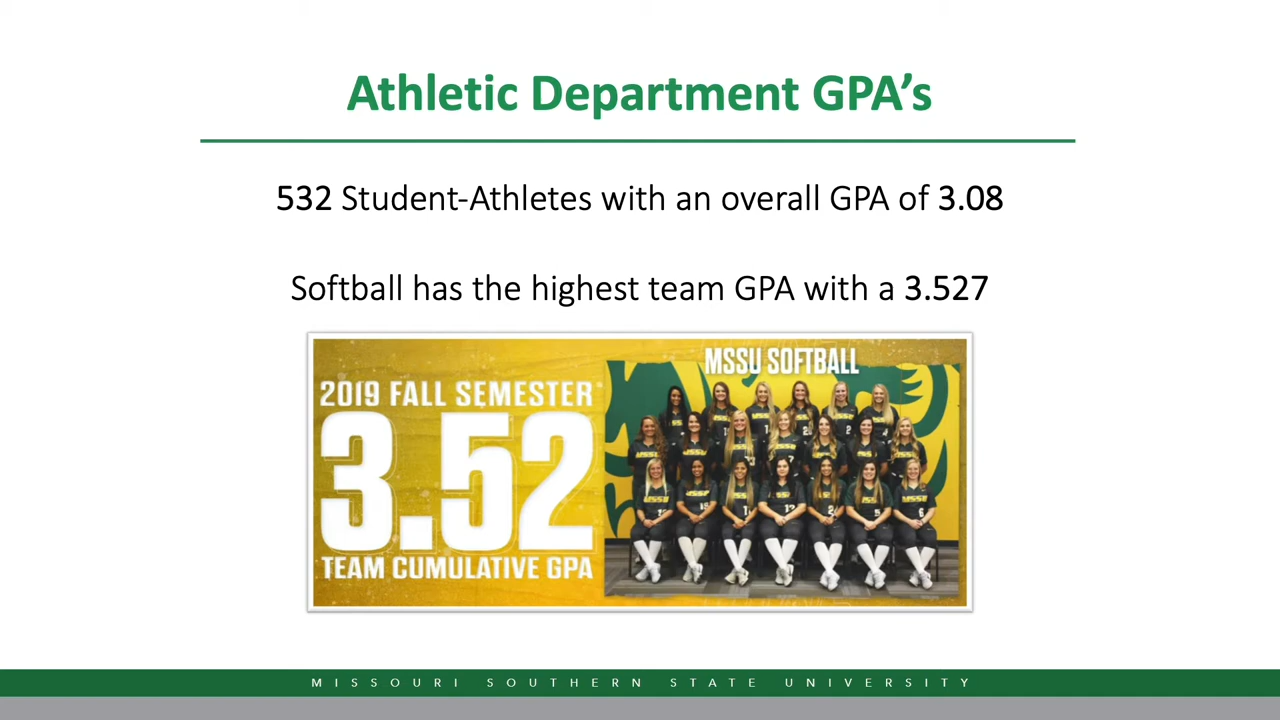 Athletic Department GPA’s
532 Student-Athletes with an overall GPA of 3.08
Softball has the highest team GPA with a 3.527
MSSU SOFTBALL
2019 FALL SEMESTER
3.52
TEAM CUMULATIVE GPA
MISSOURI SOUTHERN STATE UNIVERSITY